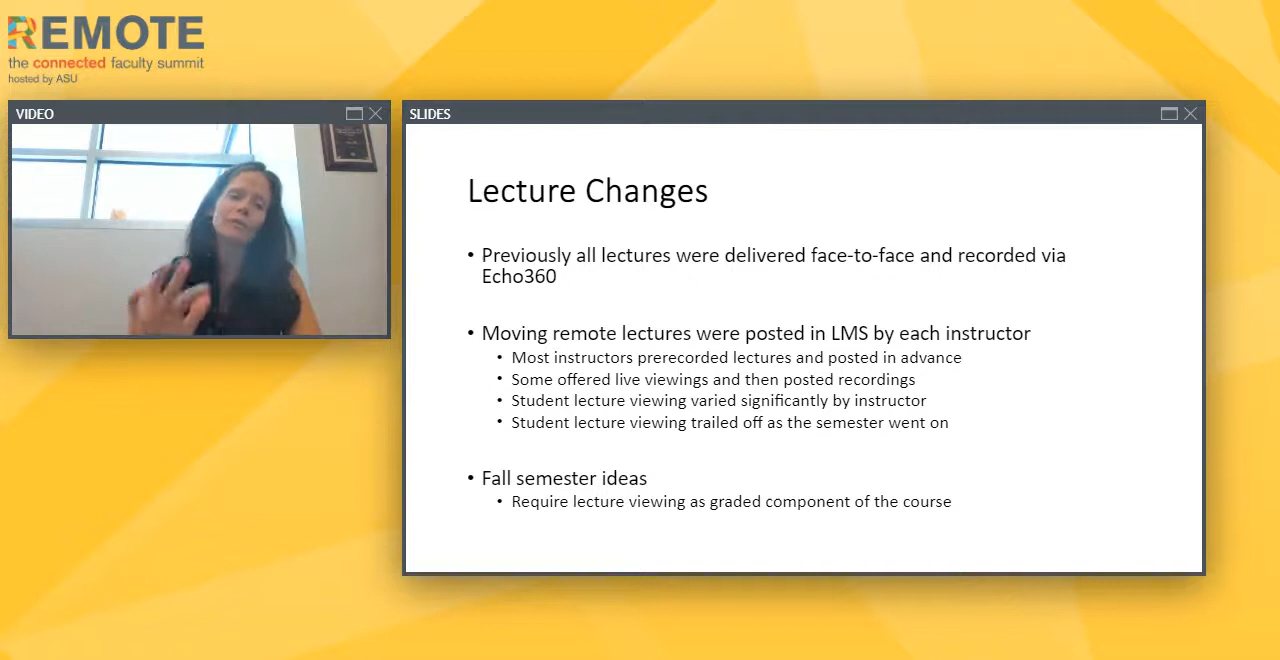 REMOTE
the connected faculty summit
hosted by ASU
VIDEO
SLIDES
Lecture Changes
• Previously all lectures were delivered face-to-face and recorded via
Echo360
• Moving remote lectures were posted in LMS by each instructor
• Most instructors prerecorded lectures and posted in advance
• Some offered live viewings and then posted recordings
• Student lecture viewing varied significantly by instructor
• Student lecture viewing trailed off as the semester went on
• Fall semester ideas
• Require lecture viewing as graded component of the course